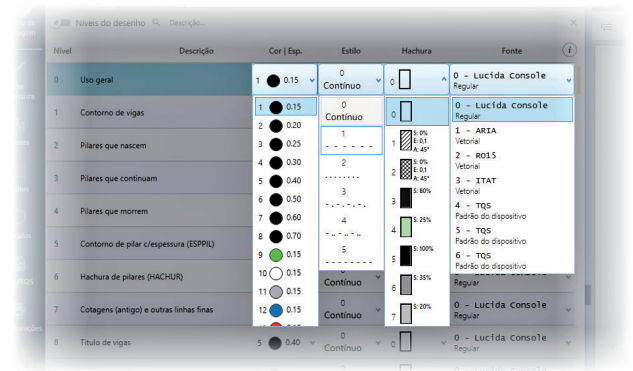 Níveis do desenho Descrição...
Nível Descrição Cor | Esp. Estilo Hachura Fonte i
0 Uso geral 1 0.15 0 Contínuo 0 0 - Lucida Console
Regular
1 Contorno de vigas
2 Pilares que nascem
3 Pilares que continuam
4 Pilares que morrem
5 Contorno de pilar c/espessura (ESPPIL)
6 Hachura de pilares (HACHUR)
7 Cotagens (antigo) e outras linhas finas
8 Título de vigas
1 0.15
2 0.20
3 0.25
4 0.30
5 0.40
6 0.50
7 0.60
8 0.70
9 0.15
10 0.15
11 0.15
12 0.15
5 0.40
0
Contínuo
1
2
3
4
5
Contínuo
0
Contínuo
0
Contínuo
0
1 S: 0%
E: 0,1
A: 45°
2 S: 0%
E: 0,1
A: 45°
3 S: 80%
4 S: 25%
5 S: 100%
6 S: 35%
7 S: 20%
0
0 - Lucida Console
Regular
1 - ARIA
Vetorial
2 - RO15
Vetorial
3 - ITAT
Vetorial
4 - TQS
Padrão do dispositivo
5 - TQS
Padrão do dispositivo
6 - TQS
Padrão do dispositivo
Regular
0 - Lucida Console
Regular
0 - Lucida Console
Regular